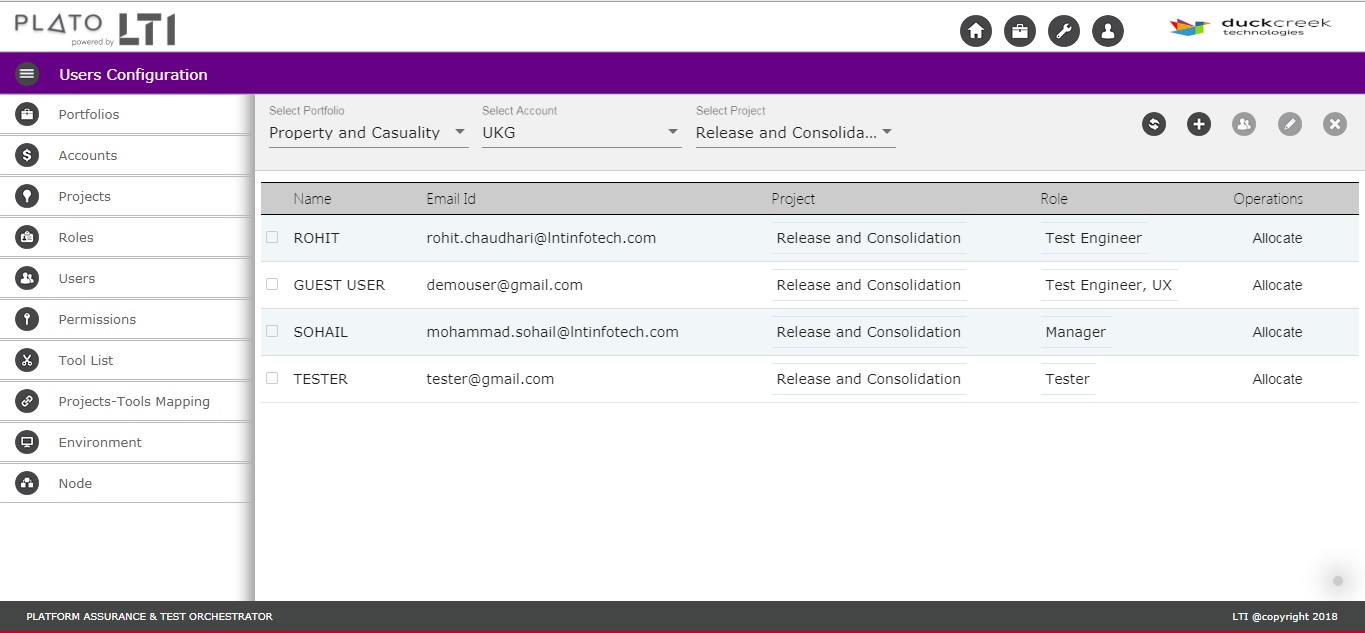 PLATO
powered by LTI
duckcreek
technologies
Users Configuration
Portfolios
Accounts
Projects
Roles
Users
Permissions
Tool List
Projects-Tools Mapping
Environment
Node
Select Portfolio Select Account Select Project
Property and Casuality UKG Release and Consolida...
Name Email Id Project Role Operations
ROHIT rohit.chaudhari@lntinfotech.com Release and Consolidation Test Engineer Allocate
GUEST USER demouser@gmail.com Release and Consolidation Test Engineer, UX Allocate
SOHAIL mohammad.sohail@lntinfotech.com Release and Consolidation Manager Allocate
TESTER tester@gmail.com Release and Consolidation Tester Allocate
PLATFORM ASSURANCE & TEST ORCHESTRATOR LTI @copyright 2018